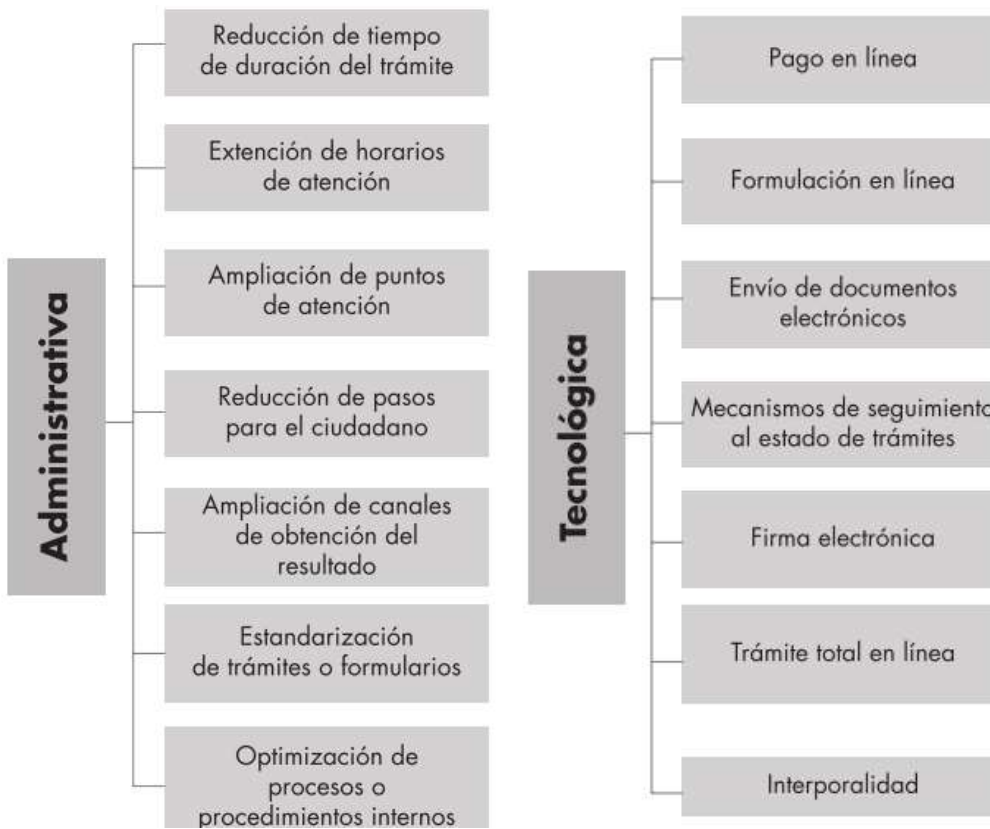 Administrativa
Reducción de tiempo
de duración del trámite
Extención de horarios
de atención
Ampliación de puntos
de atención
Reducción de pasos
para el ciudadano
Ampliación de canales
de obtención del
resultado
Estandarización
de trámites o formularios
Optimización de
procesos o
procedimientos internos
Tecnológica
Pago en línea
Formulación en línea
Envío de documentos
electrónicos
Mecanismos de seguimiento
al estado de trámites
Firma electrónica
Trámite total en línea
Interporalidad